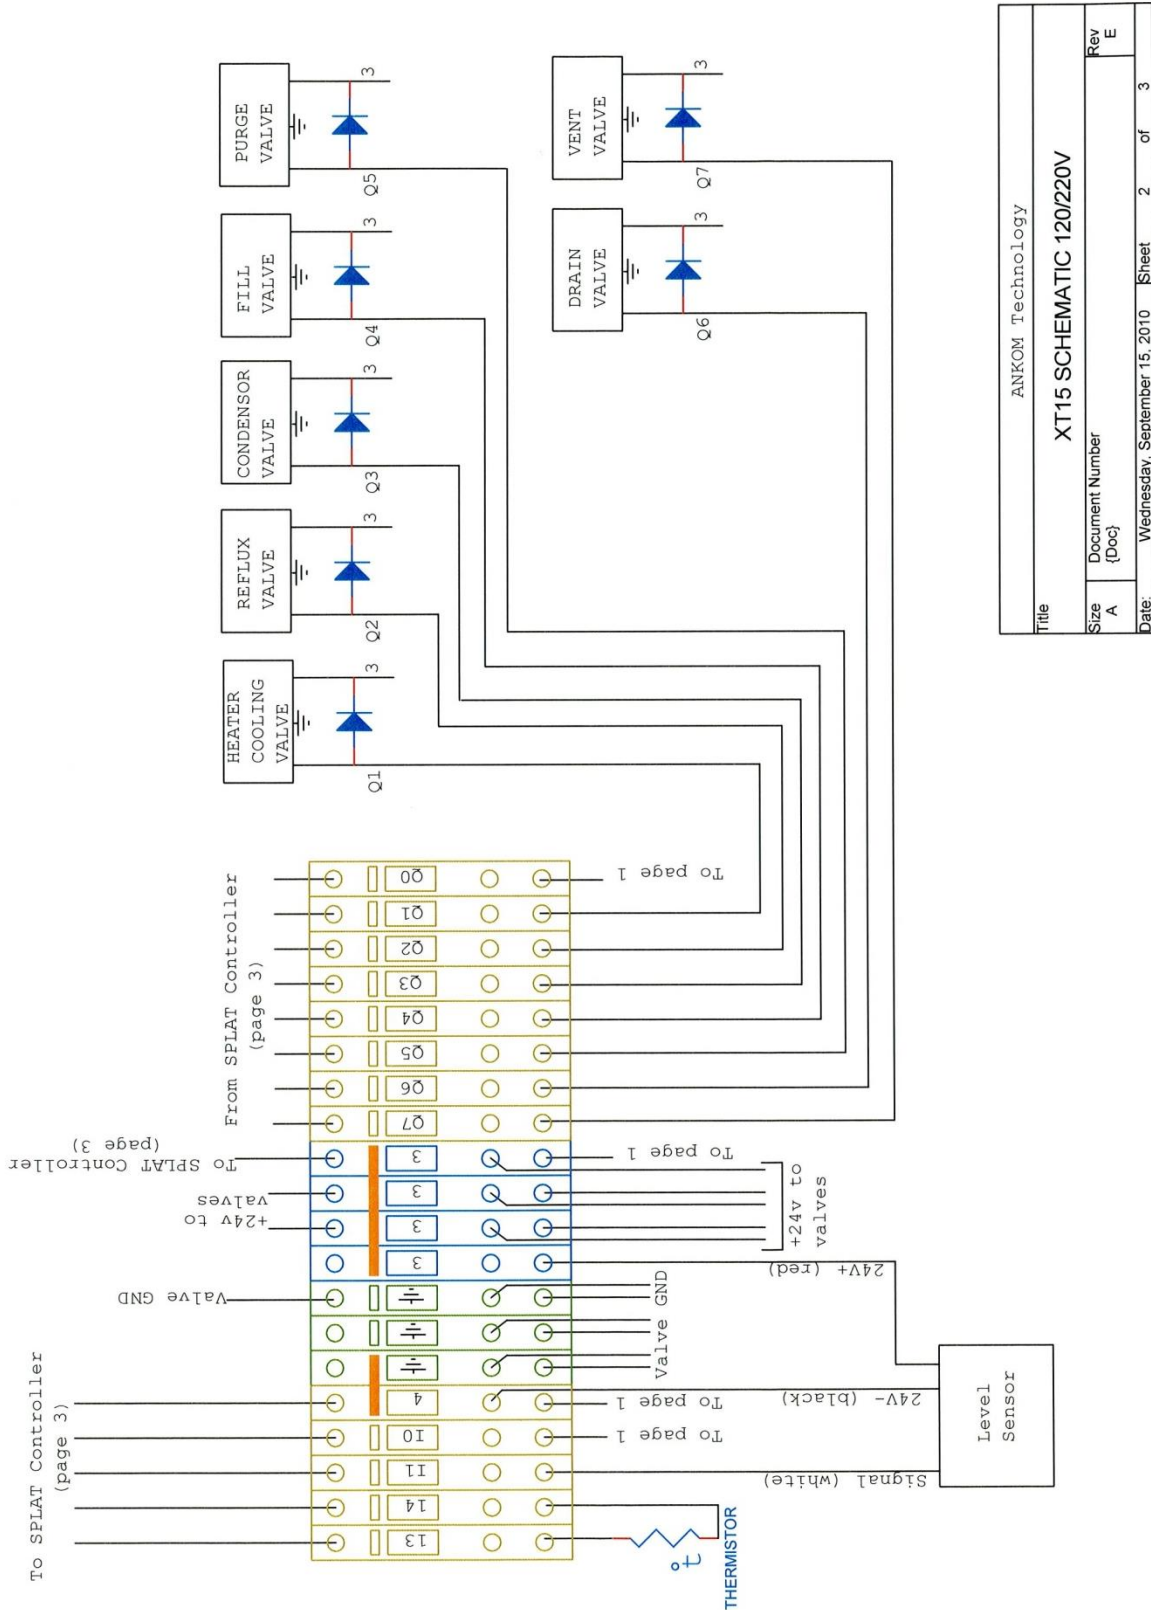 PURGE
VALVE
3
Q5
FILL
VALVE
3
Q4
CONDENSOR
VALVE
3
Q3
REFLUX
VALVE
3
Q2
HEATER
COOLING
VALVE
3
Q1
VENT
VALVE
3
Q7
DRAIN
VALVE
3
Q6
From SPLAT Controller
(page 3)
To SPLAT Controller
(page 3)
+24v to
valves
Valve GND
To SPLAT Controller
(page 3)
Q0
Q1
Q2
Q3
Q4
Q5
Q6
Q7
3
3
3
3
4
I0
I1
14
13
To page 1
To page 1
+24v to
valves
24V+ (red)
Valve GND
To page 1
24V- (black)
To page 1
Signal (white)
Level
Sensor
t°
THERMISTOR
ANKOM Technology
Title
XT15 SCHEMATIC 120/220V
Size
A
Document Number
{Doc}
Rev
E
Date: Wednesday, September 15, 2010 Sheet 2 of 3